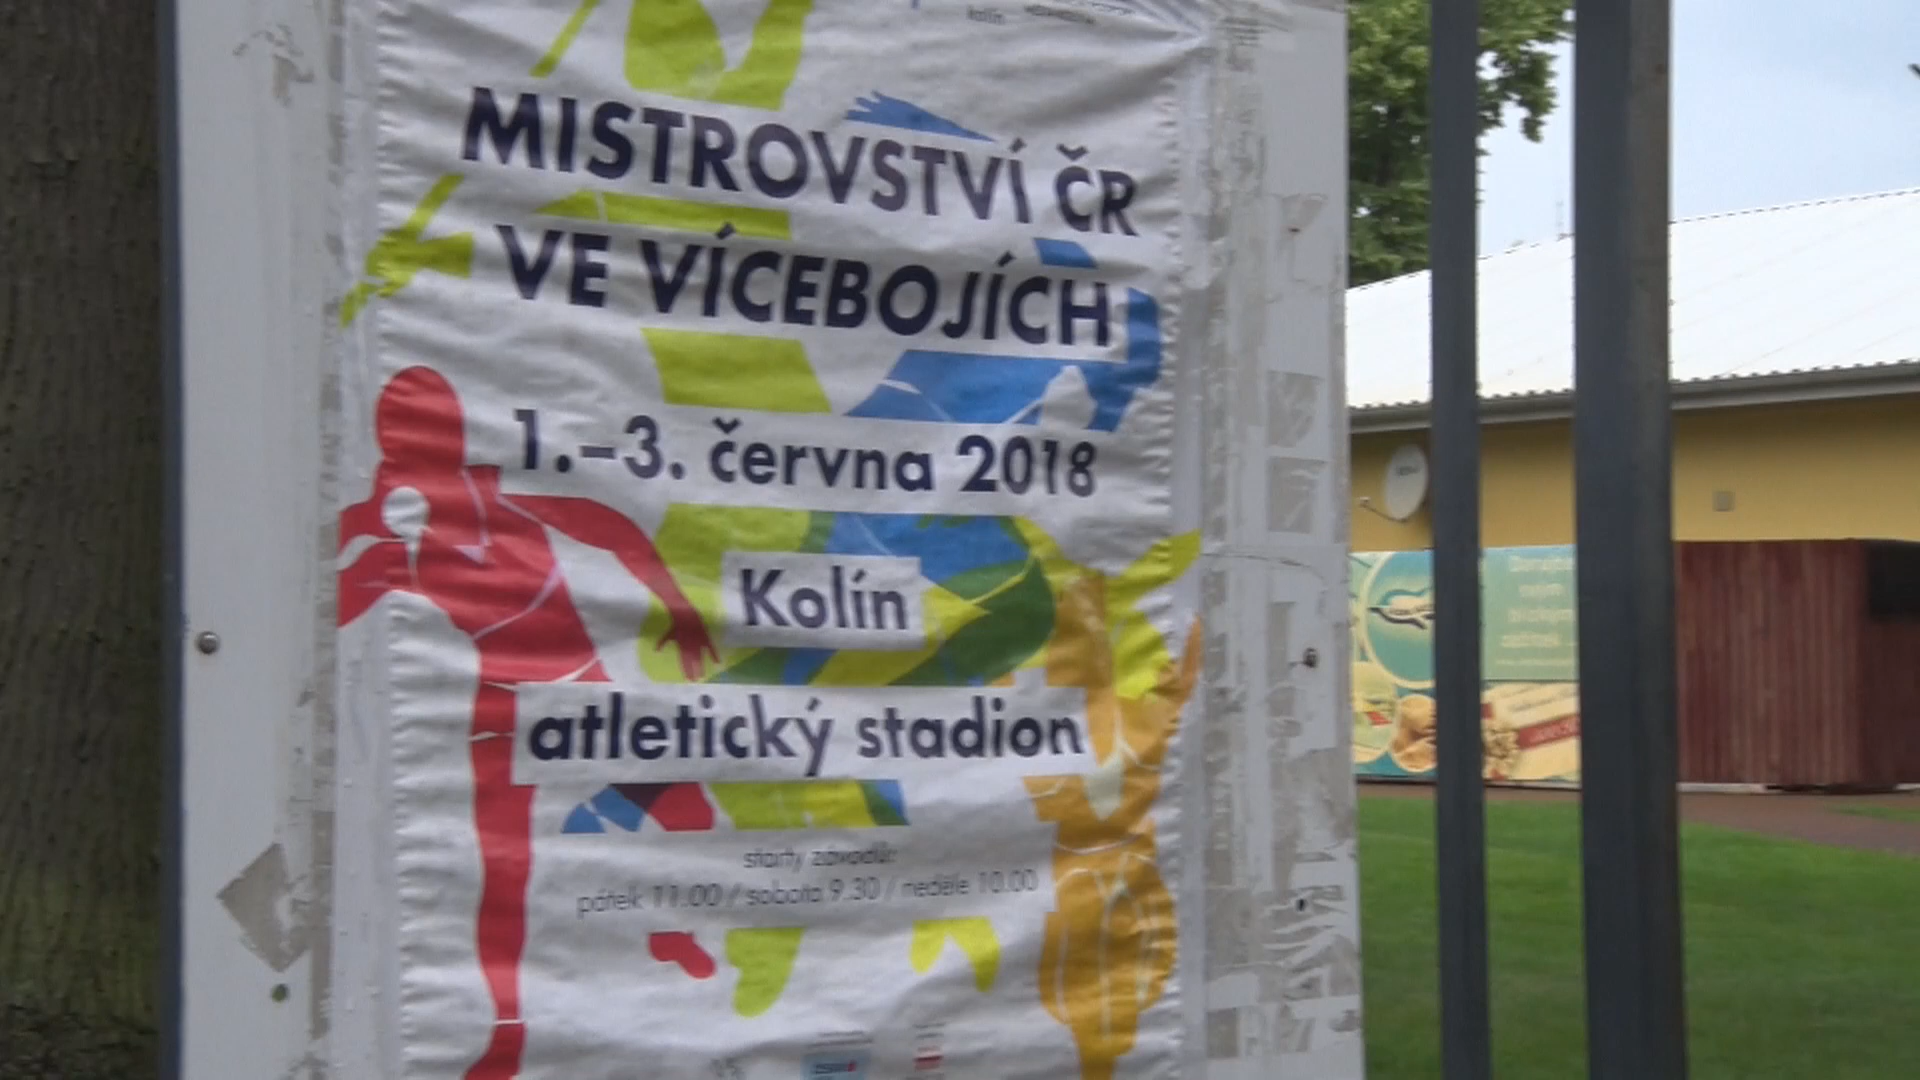 kolín
MISTROVSTVÍ ČR
VE VÍCEBOJÍCH
1.–3. června 2018
Kolín
atletický stadion
starty závodů:
pátek 11.00 / sobota 9.30 / neděle 10.00